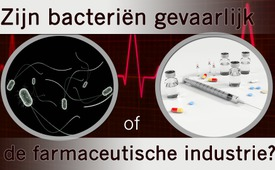 Zijn bacteriën gevaarlijk
of
de farmaceutische industrie?